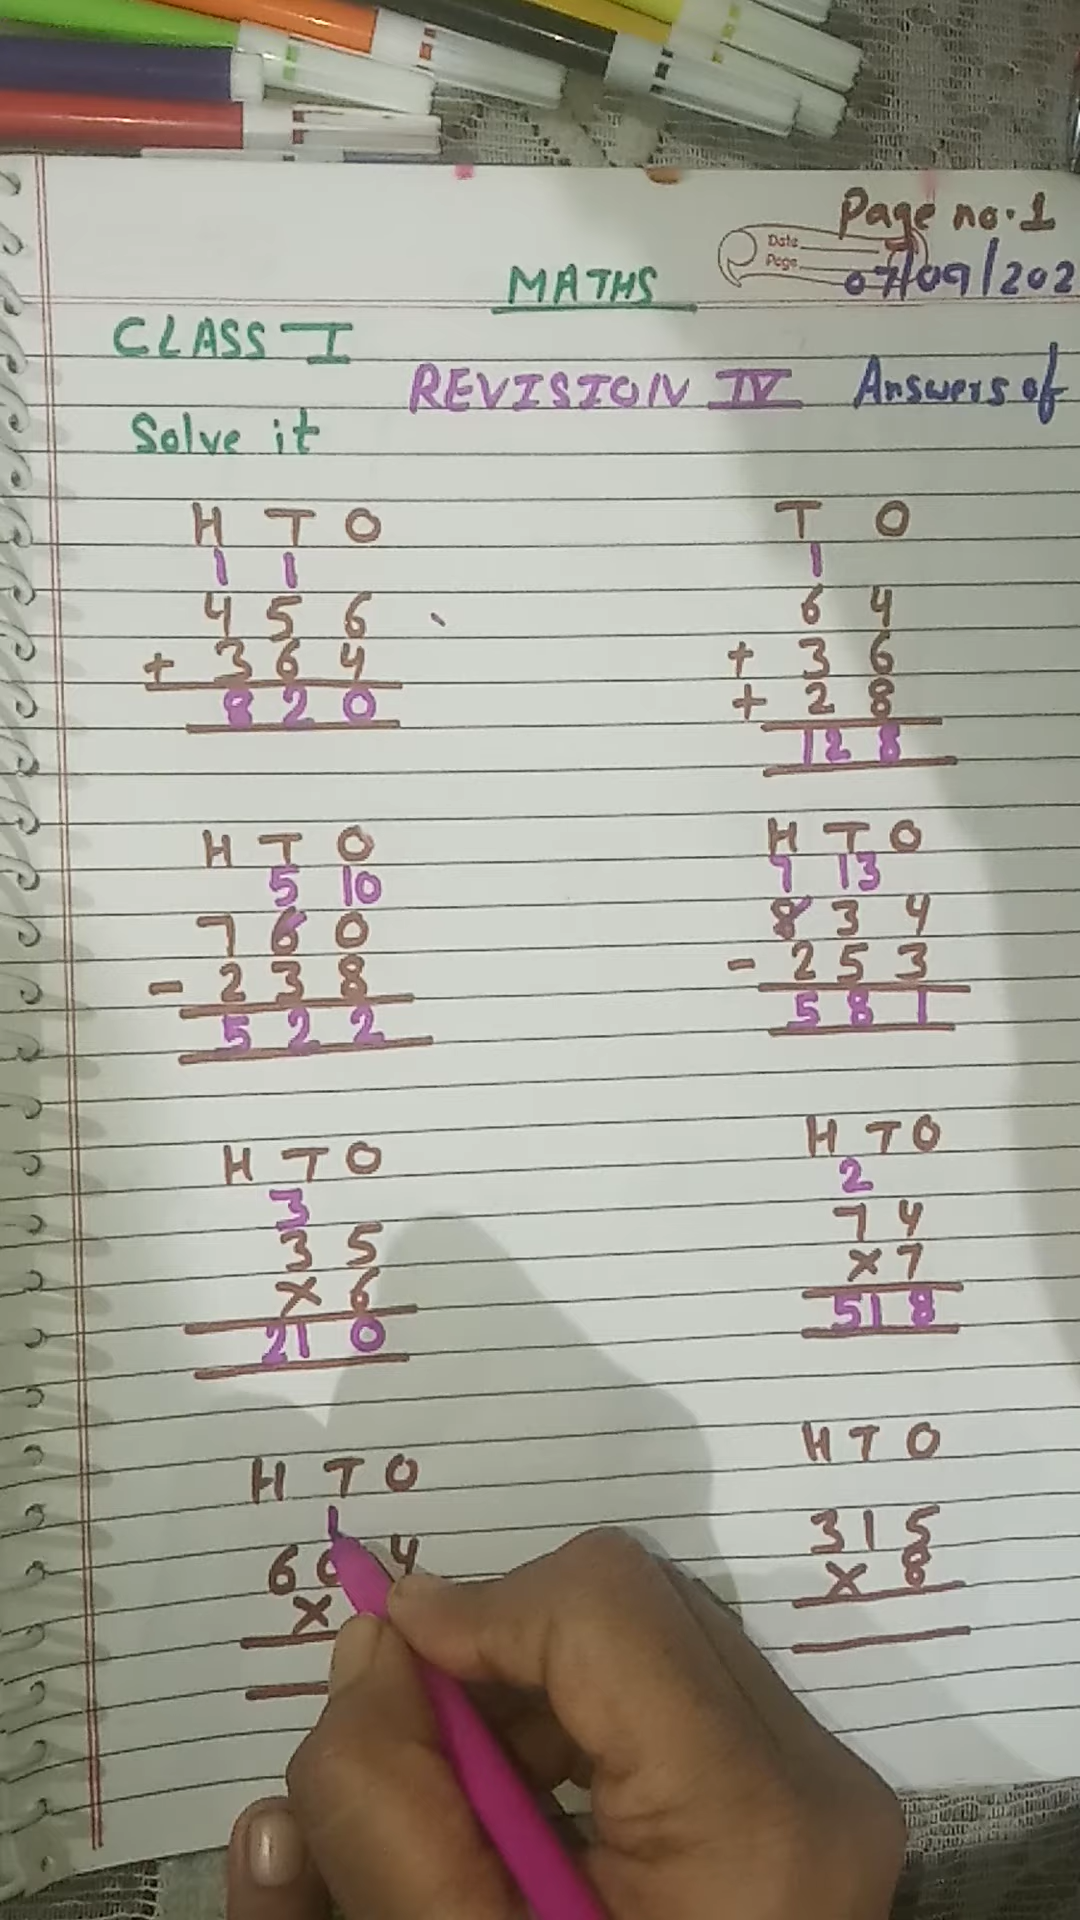 Page no. 1
Date
Page
07/09/202
MATHS
CLASS I
REVISION IV Answers of
Solve it
H T O
1 1
4 5 6
+ 3 6 4
8 2 0
T O
1
6 4
+ 3 6
+ 2 8
12 8
H T O
5 10
7 6 0
- 2 3 8
5 2 2
H T O
7 13
8 3 4
- 2 5 3
5 8 1
H T O
3
3 5
× 6
21 0
H T O
2
7 4
× 7
51 8
H T O
1
6 4
×
H T O
3 1 5
× 8